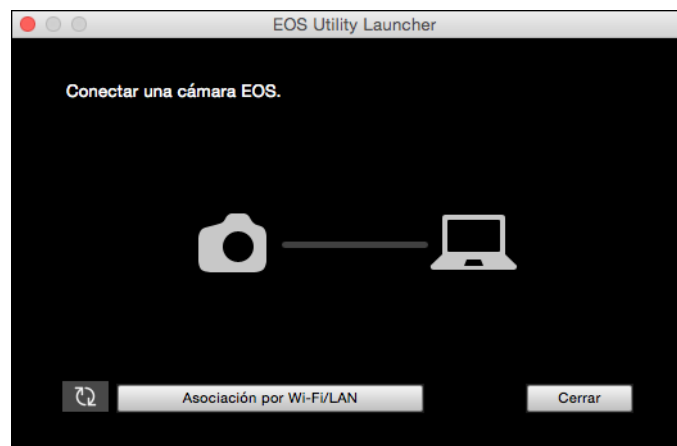 EOS Utility Launcher
Conectar una cámara EOS.
Asociación por Wi-Fi/LAN
Cerrar